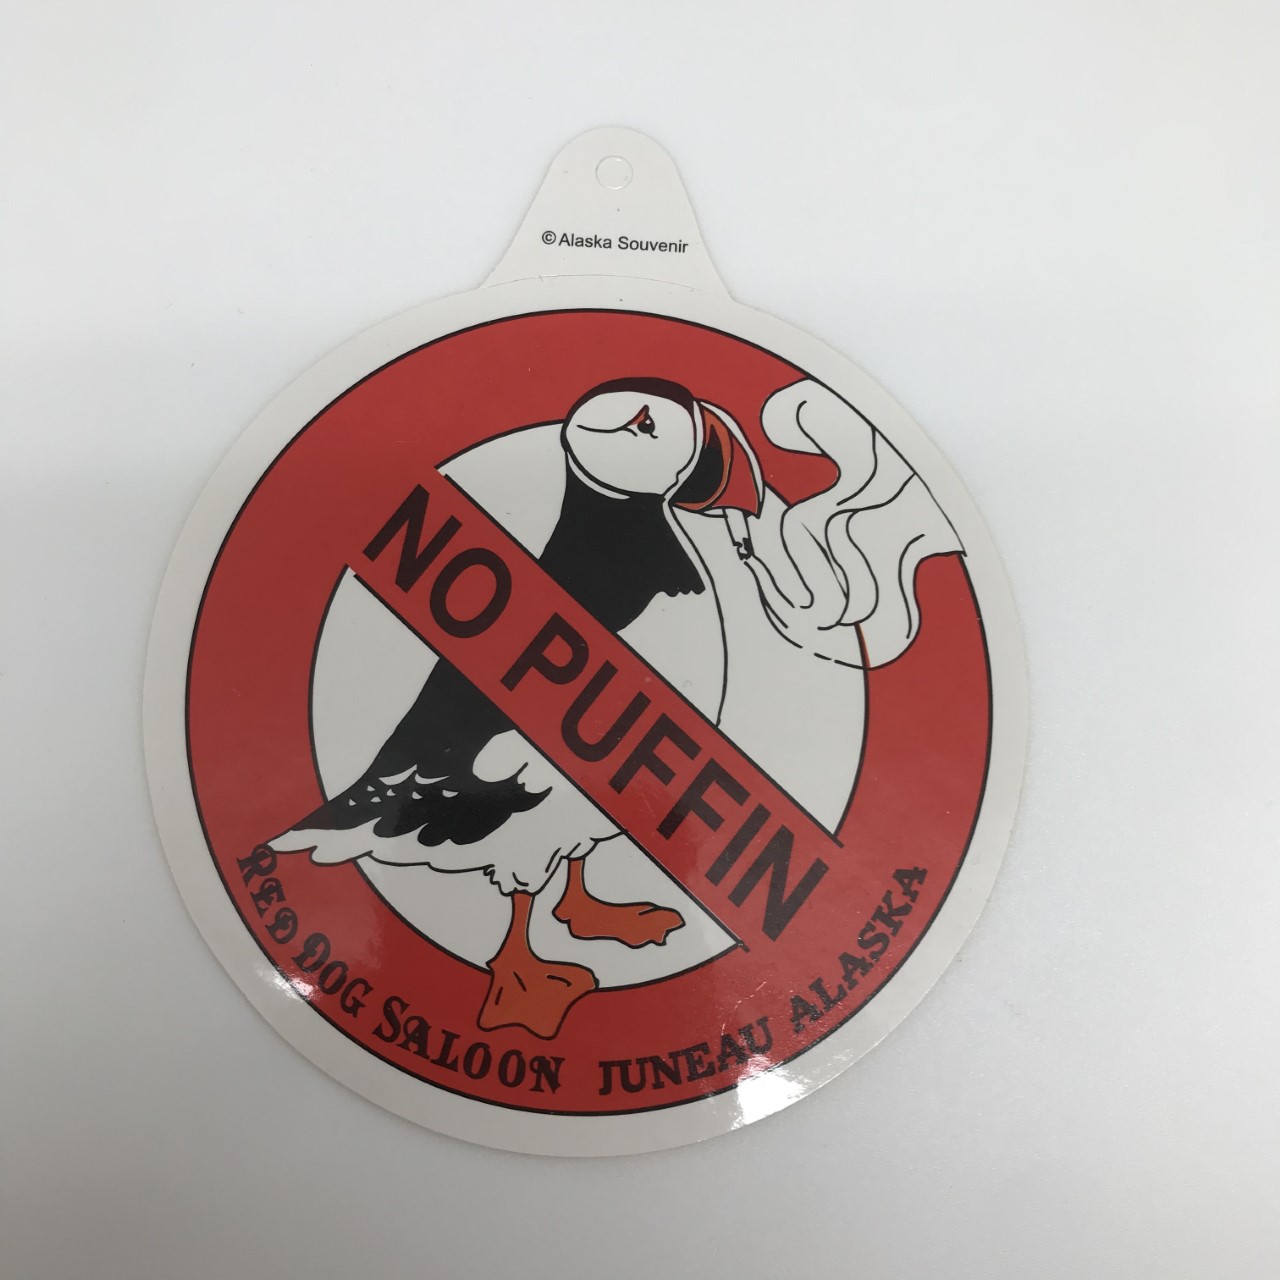 © Alaska Souvenir
NO PUFFIN
RED DOG SALOON JUNEAU ALASKA